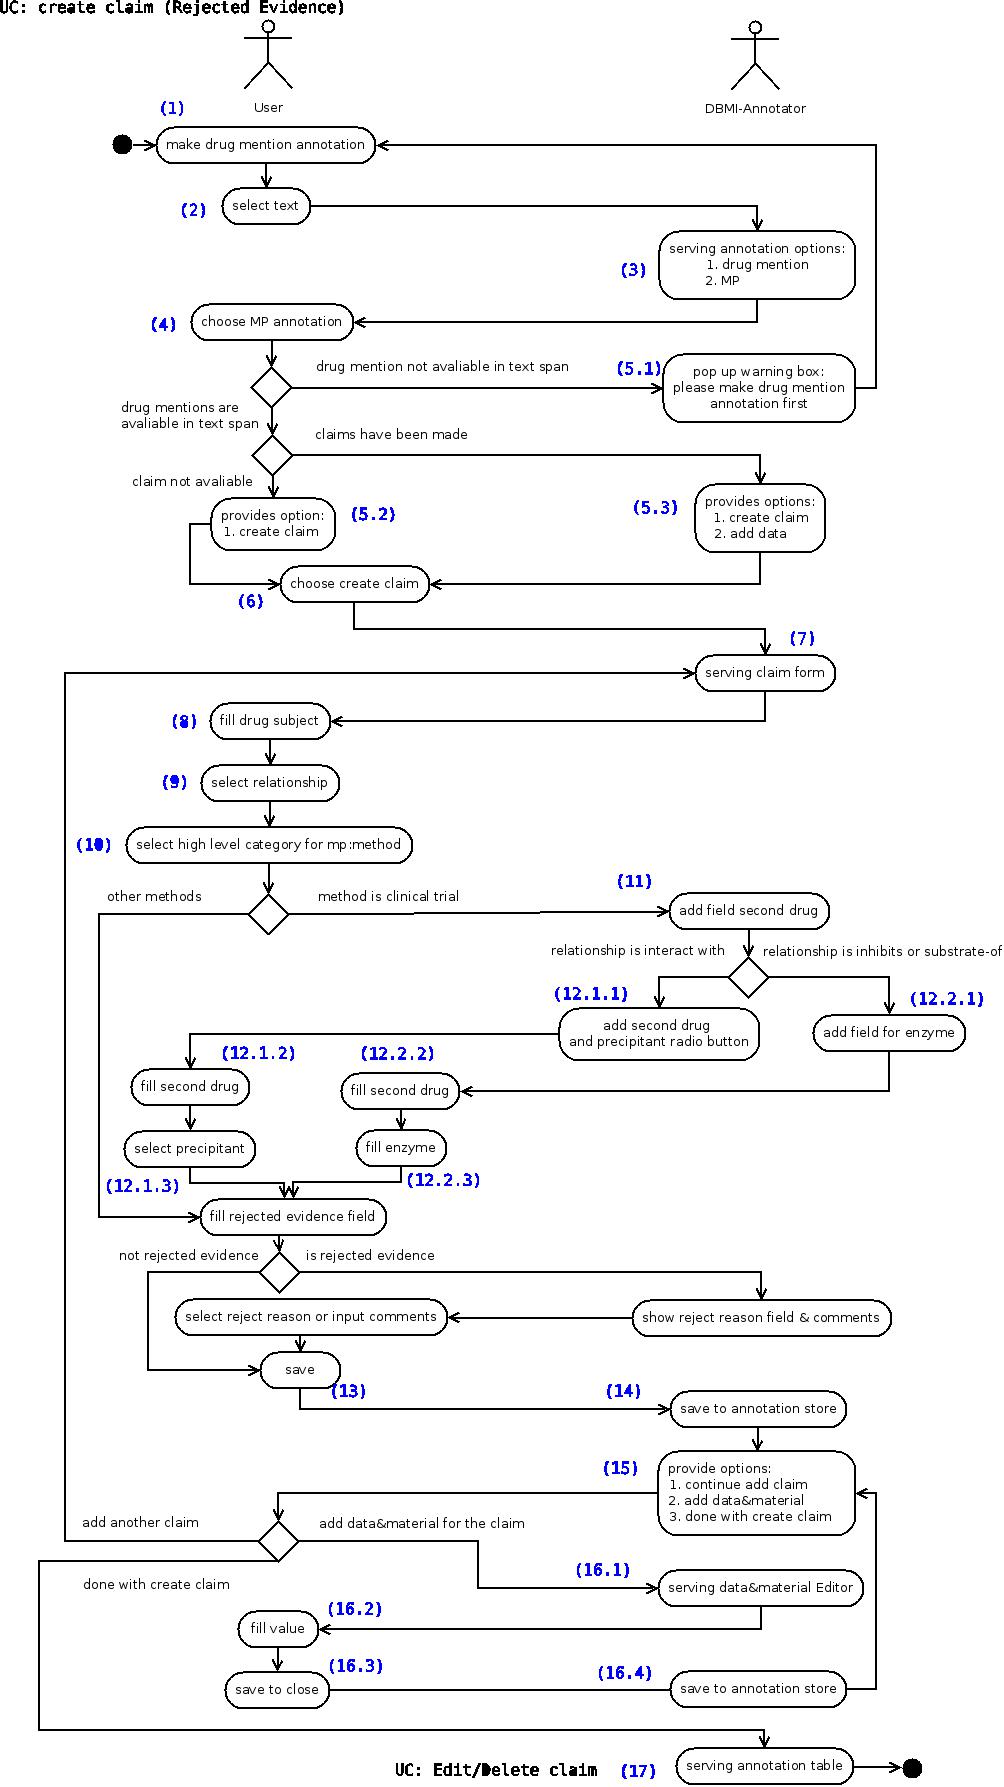 UC: create claim (Rejected Evidence)
User
DBMI-Annotator
(1)
make drug mention annotation
(2)
select text
serving annotation options:
1. drug mention
2. MP
(3)
(4)
choose MP annotation
drug mention not avaliable in text span
(5.1)
pop up warning box:
please make drug mention
annotation first
drug mentions are
avaliable in text span
claims have been made
claim not avaliable
provides option:
1. create claim
(5.2)
(5.3)
provides options:
1. create claim
2. add data
choose create claim
(6)
(7)
serving claim form
(8)
fill drug subject
(9)
select relationship
(10)
select high level category for mp:method
other methods
method is clinical trial
(11)
add field second drug
relationship is interact with
relationship is inhibits or substrate-of
(12.1.1)
add second drug
and precipitant radio button
(12.2.1)
add field for enzyme
(12.1.2)
(12.2.2)
fill second drug
fill second drug
select precipitant
fill enzyme
(12.1.3)
(12.2.3)
fill rejected evidence field
not rejected evidence
is rejected evidence
select reject reason or input comments
show reject reason field & comments
save
(13)
(14)
save to annotation store
(15)
provide options:
1. continue add claim
2. add data&material
3. done with create claim
add another claim
add data&material for the claim
done with create claim
(16.1)
serving data&material Editor
(16.2)
fill value
(16.3)
save to close
(16.4)
save to annotation store
UC: Edit/Delete claim
(17)
serving annotation table